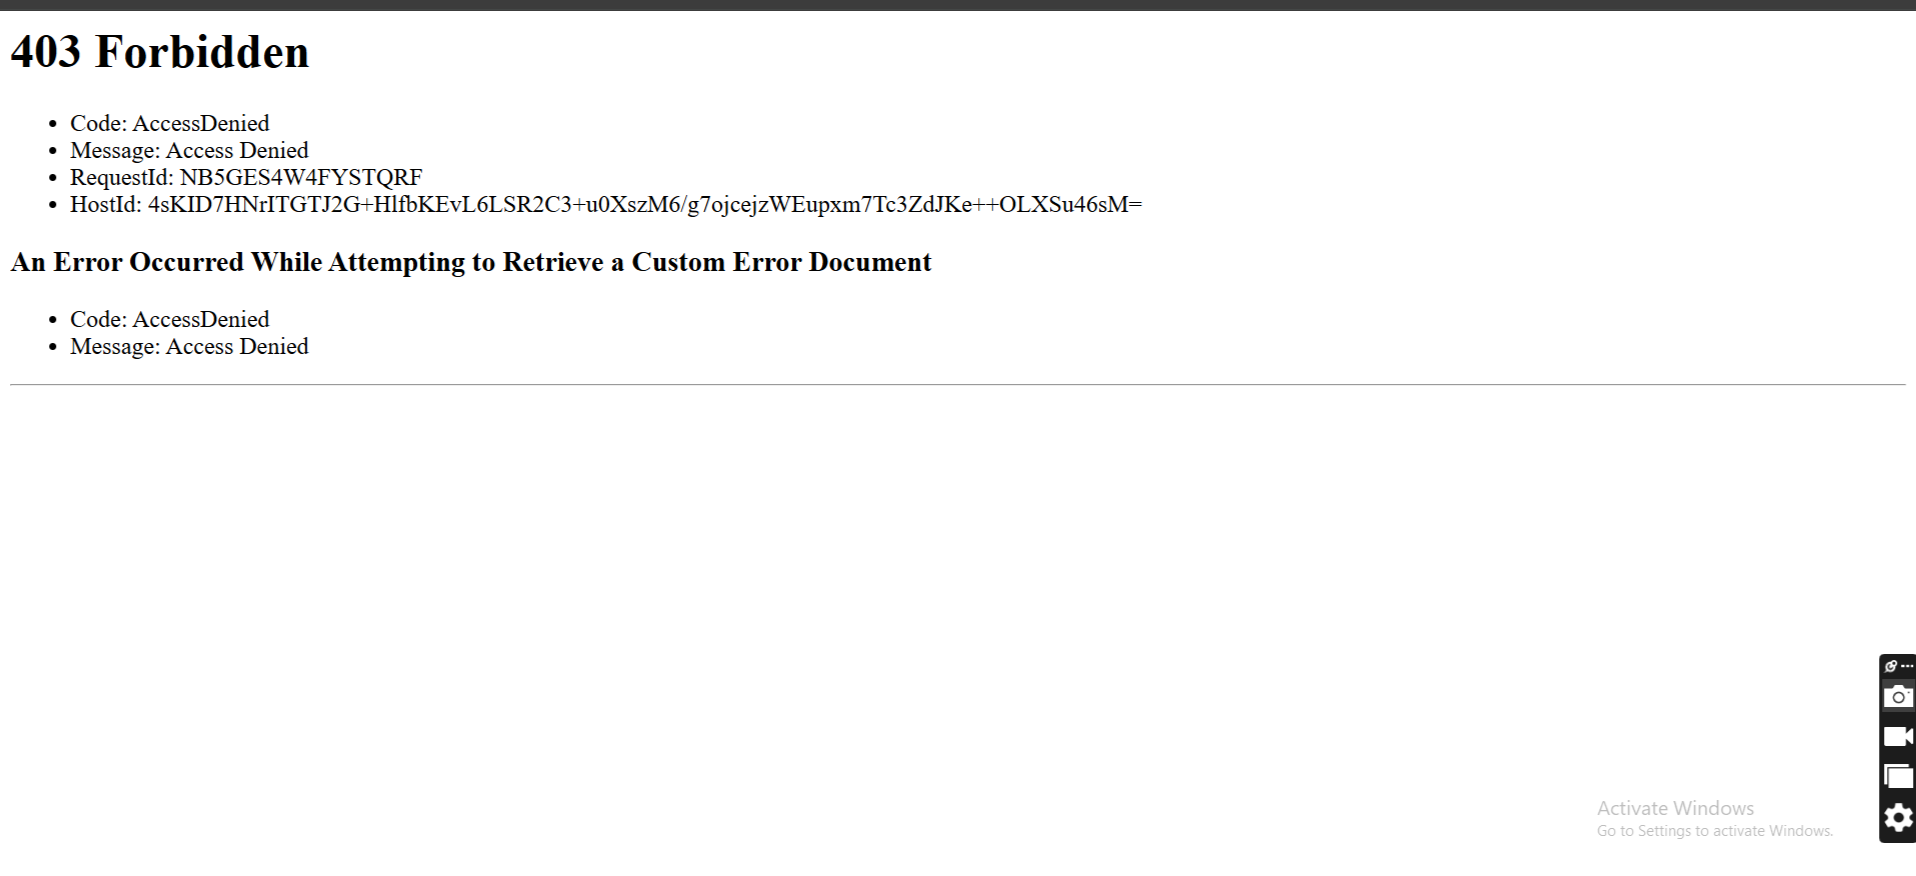 403 Forbidden
Code: AccessDenied
Message: Access Denied
RequestId: NB5GES4W4FYSTQRF
HostId: 4sKID7HNrITGTJ2G+HlfbKEvL6LSR2C3+u0XszM6/g7ojcejzWEupxm7Tc3ZdJKe++OLXSu46sM=
An Error Occurred While Attempting to Retrieve a Custom Error Document
Code: AccessDenied
Message: Access Denied
Activate Windows
Go to Settings to activate Windows.